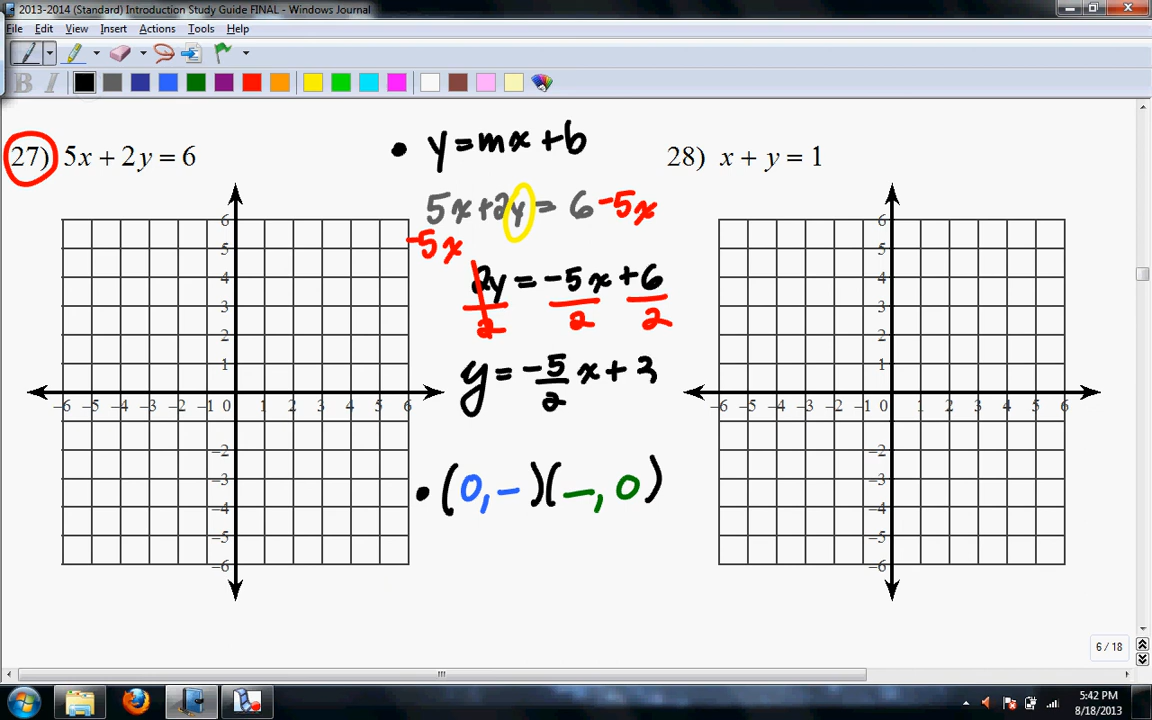 2013-2014 (Standard) Introduction Study Guide FINAL - Windows Journal
File Edit View Insert Actions Tools Help
B I
27) 5x + 2y = 6
• y = mx + b
28) x + y = 1
5x + 2y = 6 -5x
-5x
2y = -5x + 6
2 2 2
y = -5/2 x + 3
• (0, -)(-, 0)
6
5
4
3
2
1
-6 -5 -4 -3 -2 -1 0 1 2 3 4 5 6
-2
-3
-4
-5
-6
6
5
4
3
2
1
-6 -5 -4 -3 -2 -1 0 1 2 3 4 5 6
-2
-3
-4
-5
-6
6 / 18
5:42 PM
8/18/2013